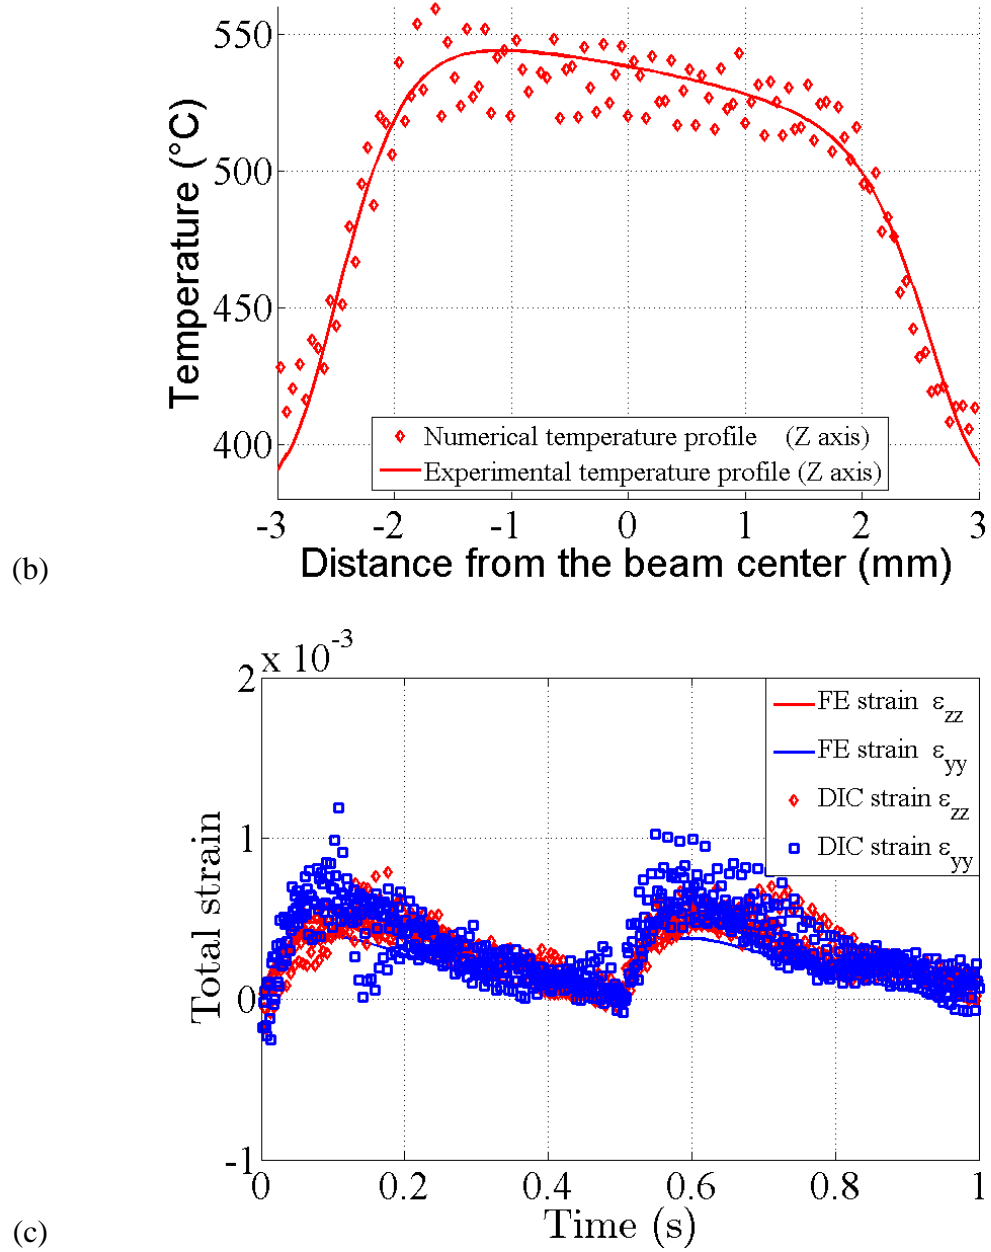 550
500
450
400
Temperature (°C)
Numerical temperature profile (Z axis)
Experimental temperature profile (Z axis)
-3 -2 -1 0 1 2 3
Distance from the beam center (mm)
(b)
x 10^-3
2
1
0
-1
Total strain
FE strain ε_zz
FE strain ε_yy
DIC strain ε_zz
DIC strain ε_yy
0 0.2 0.4 0.6 0.8 1
Time (s)
(c)